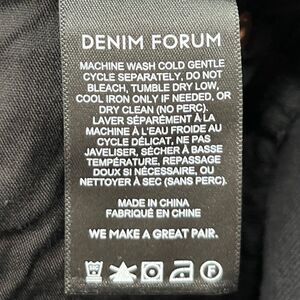 DENIM FORUM
MACHINE WASH COLD GENTLE
CYCLE SEPARATELY, DO NOT
BLEACH, TUMBLE DRY LOW,
COOL IRON ONLY IF NEEDED, OR
DRY CLEAN (NO PERC).
LAVER SÉPARÉMENT À LA
MACHINE À L'EAU FROIDE AU
CYCLE DÉLICAT, NE PAS
JAVELISER, SÉCHER À BASSE
TEMPÉRATURE, REPASSAGE
DOUX SI NÉCESSAIRE, OU
NETTOYER À SEC (SANS PERC).
MADE IN CHINA
FABRIQUÉ EN CHINE
WE MAKE A GREAT PAIR.
F